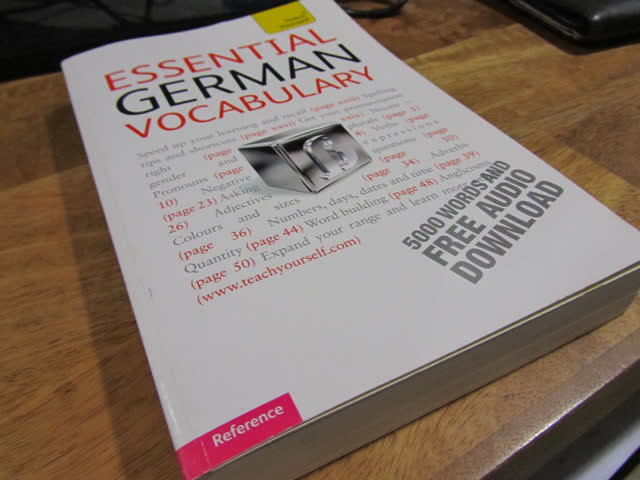 ESSENTIAL
GERMAN
VOCABULARY
Speed up your learning and recall (page xxiii) Spelling
tips and shortcuts (page xxvi) Get your pronunciation
right (page xxix) Nouns –
gender and plurals (page 3)
Pronouns (page 4) Verbs (page
10) Negative expressions
(page 23) Asking questions (page 30)
26) Adjectives (page 34) Adverbs
Colours and sizes (page 39)
(page 36) Numbers, days, dates and time
Quantity (page 44) Word building (page 48) Anglicisms
(page 50) Expand your range and learn more
(www.teachyourself.com)
5000 WORDS AND
FREE AUDIO
DOWNLOAD
Reference